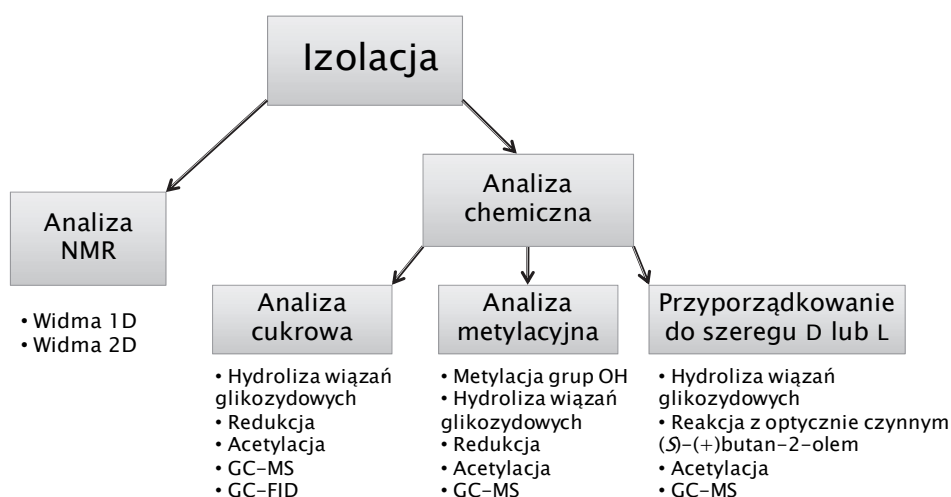 Izolacja
Analiza
NMR
• Widma 1D
• Widma 2D
Analiza
chemiczna
Analiza
cukrowa
• Hydroliza wiązań
glikozydowych
• Redukcja
• Acetylacja
• GC-MS
• GC-FID
Analiza
metylacyjna
• Metylacja grup OH
• Hydroliza wiązań
glikozydowych
• Redukcja
• Acetylacja
• GC-MS
Przyporządkowanie
do szeregu D lub L
• Hydroliza wiązań
glikozydowych
• Reakcja z optycznie czynnym
(S)-(+)butan-2-olem
• Acetylacja
• GC-MS